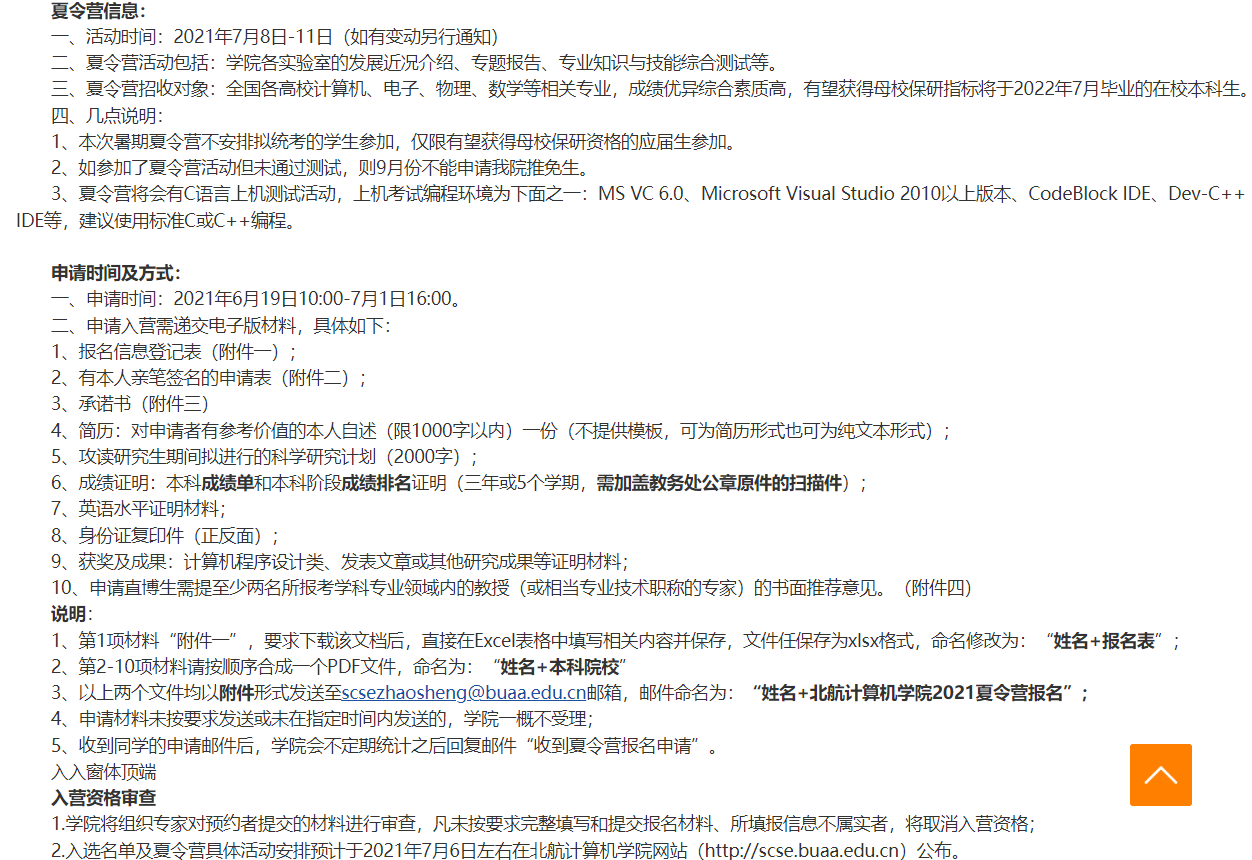 夏令营信息：
一、活动时间：2021年7月8日-11日（如有变动另行通知）
二、夏令营活动包括：学院各实验室的发展近况介绍、专题报告、专业知识与技能综合测试等。
三、夏令营招收对象：全国各高校计算机、电子、物理、数学等相关专业，成绩优异综合素质高，有望获得母校保研指标将于2022年7月毕业的在校本科生。
四、几点说明：
1、本次暑期夏令营不安排拟统考的学生参加，仅限有望获得母校保研资格的应届生参加。
2、如参加了夏令营活动但未通过测试，则9月份不能申请我院推免生。
3、夏令营将会有C语言上机测试活动，上机考试编程环境为下面之一：MS VC 6.0、Microsoft Visual Studio 2010以上版本、CodeBlock IDE、Dev-C++
IDE等，建议使用标准C或C++编程。
申请时间及方式：
一、申请时间：2021年6月19日10:00-7月1日16:00。
二、申请入营需递交电子版材料，具体如下：
1、报名信息登记表（附件一）；
2、有本人亲笔签名的申请表（附件二）；
3、承诺书（附件三）
4、简历：对申请者有参考价值的本人自述（限1000字以内）一份（不提供模板，可为简历形式也可为纯文本形式）；
5、攻读研究生期间拟进行的科学研究计划（2000字）；
6、成绩证明：本科成绩单和本科阶段成绩排名证明（三年或5个学期，需加盖教务处公章原件的扫描件）；
7、英语水平证明材料；
8、身份证复印件（正反面）；
9、获奖及成果：计算机程序设计类、发表文章或其他研究成果等证明材料；
10、申请直博生需提至少两名所报考学科专业领域内的教授（或相当专业技术职称的专家）的书面推荐意见。（附件四）
说明：
1、第1项材料“附件一”，要求下载该文档后，直接在Excel表格中填写相关内容并保存，文件任保存为xlsx格式，命名修改为：“姓名+报名表”；
2、第2-10项材料请按顺序合成一个PDF文件，命名为：“姓名+本科院校”
3、以上两个文件均以附件形式发送至scsezhaosheng@buaa.edu.cn邮箱，邮件命名为：“姓名+北航计算机学院2021夏令营报名”；
4、申请材料未按要求发送或未在指定时间内发送的，学院一概不受理；
5、收到同学的申请邮件后，学院会不定期统计之后回复邮件“收到夏令营报名申请”。
入入窗体顶端
入营资格审查
1.学院将组织专家对预约者提交的材料进行审查，凡未按要求完整填写和提交报名材料、所填报信息不属实者，将取消入营资格；
2.入选名单及夏令营具体活动安排预计于2021年7月6日左右在北航计算机学院网站（http://scse.buaa.edu.cn）公布。